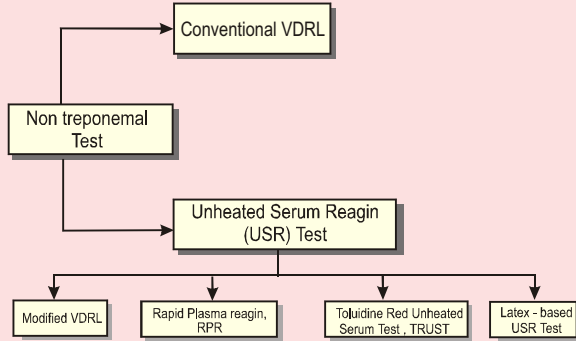 Conventional VDRL
Non treponemal
Test
Unheated Serum Reagin
(USR) Test
Modified VDRL
Rapid Plasma reagin,
RPR
Toluidine Red Unheated
Serum Test , TRUST
Latex - based
USR Test